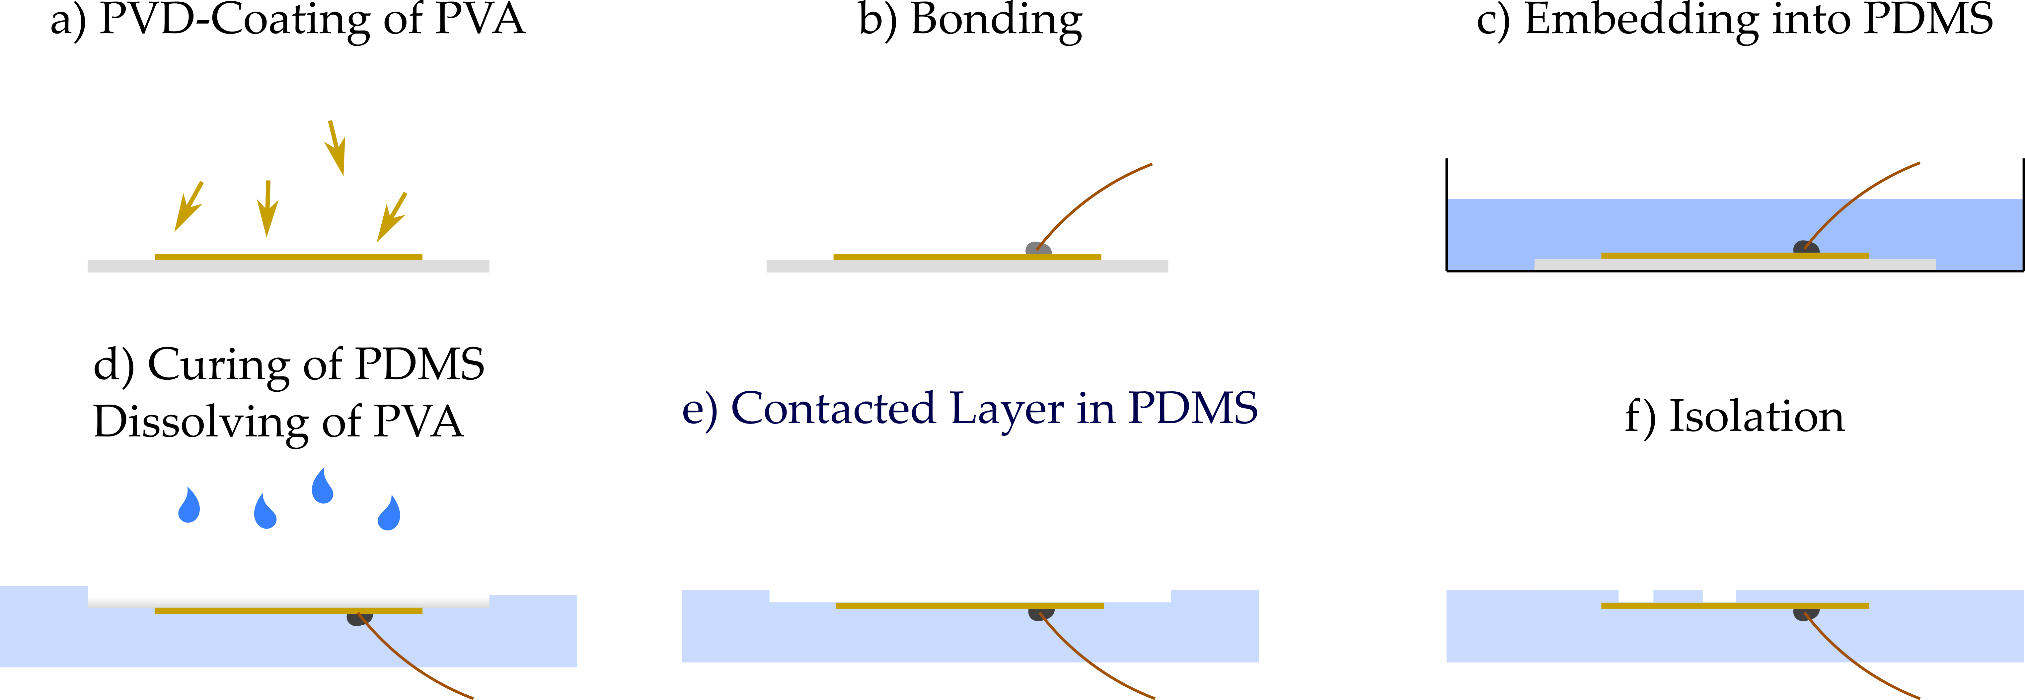 a) PVD-Coating of PVA
b) Bonding
c) Embedding into PDMS
d) Curing of PDMS
Dissolving of PVA
e) Contacted Layer in PDMS
f) Isolation